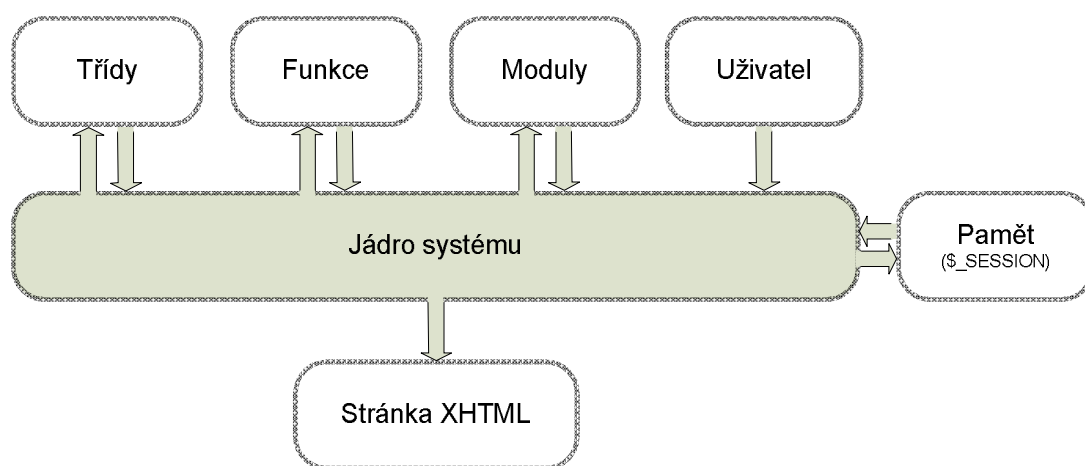 Třídy
Funkce
Moduly
Uživatel
Jádro systému
Pamět
($_SESSION)
Stránka XHTML